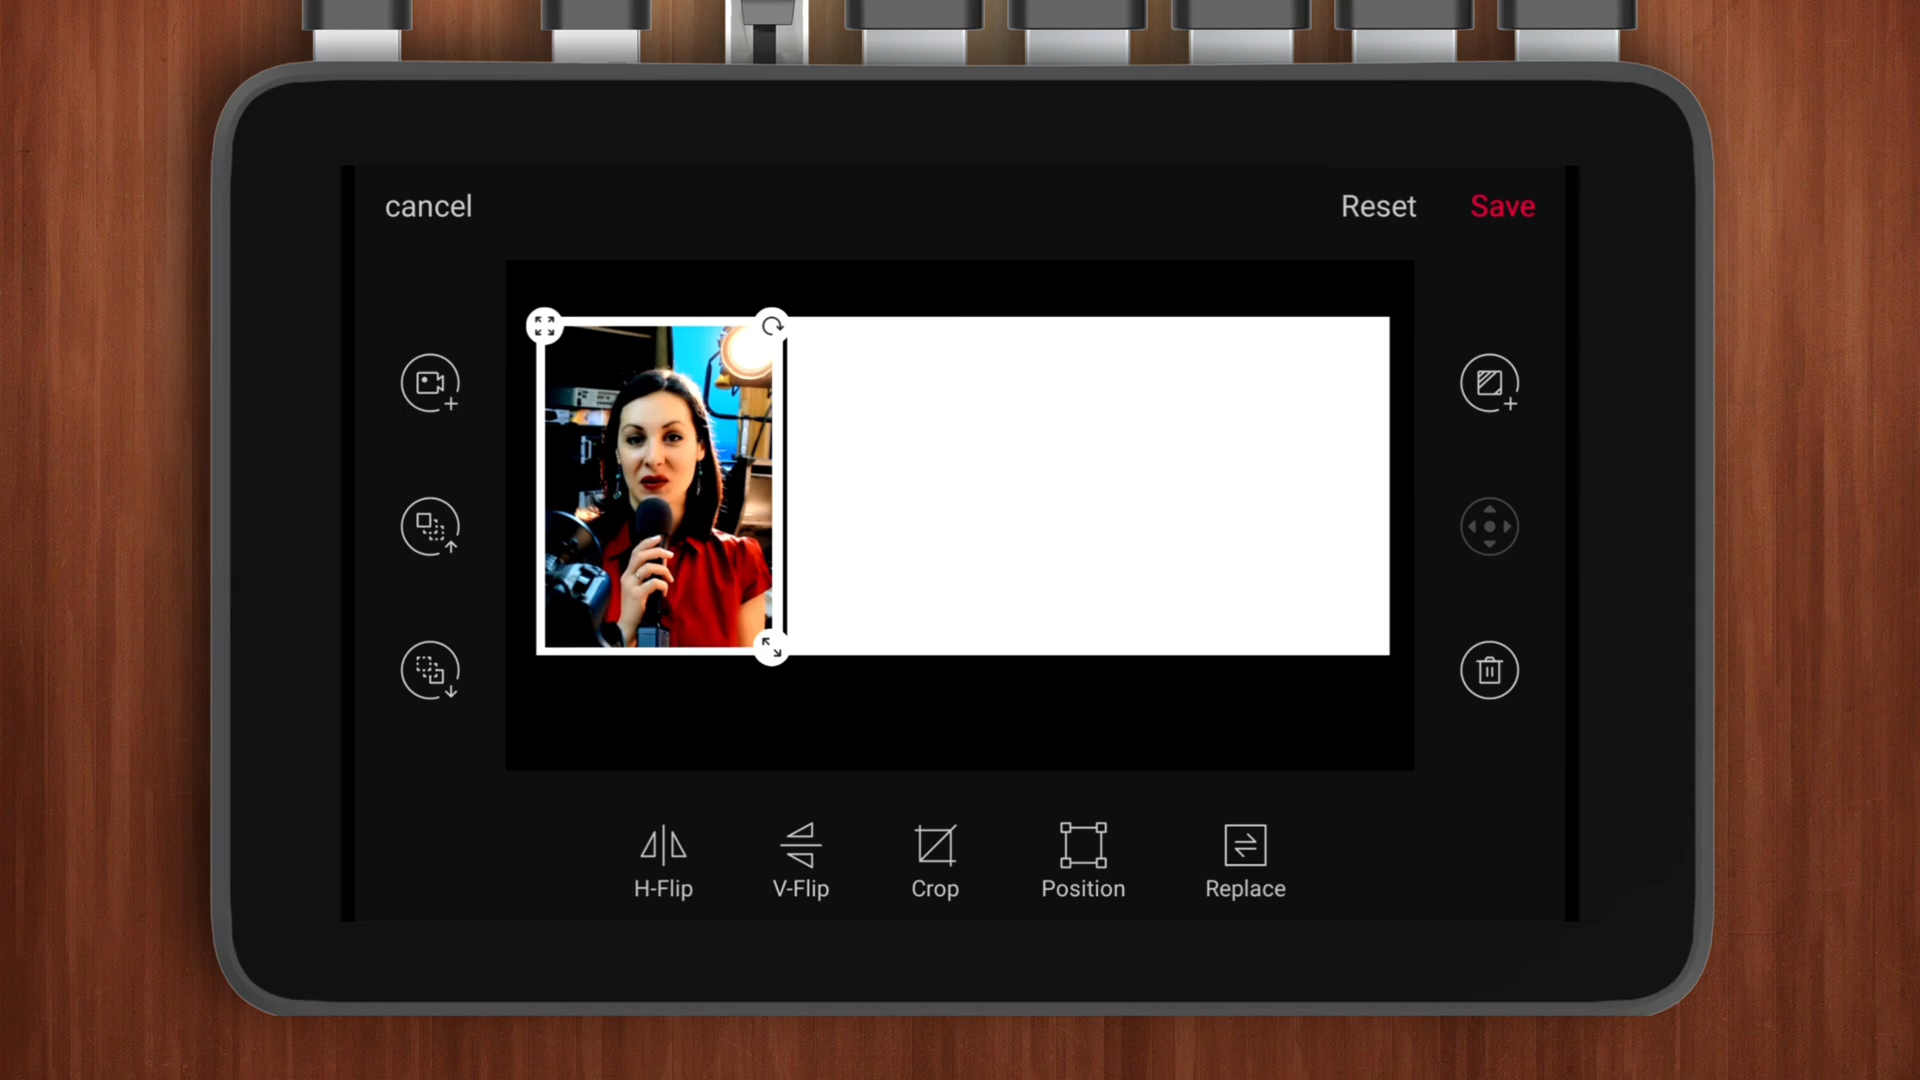 cancel
Reset
Save
H-Flip
V-Flip
Crop
Position
Replace